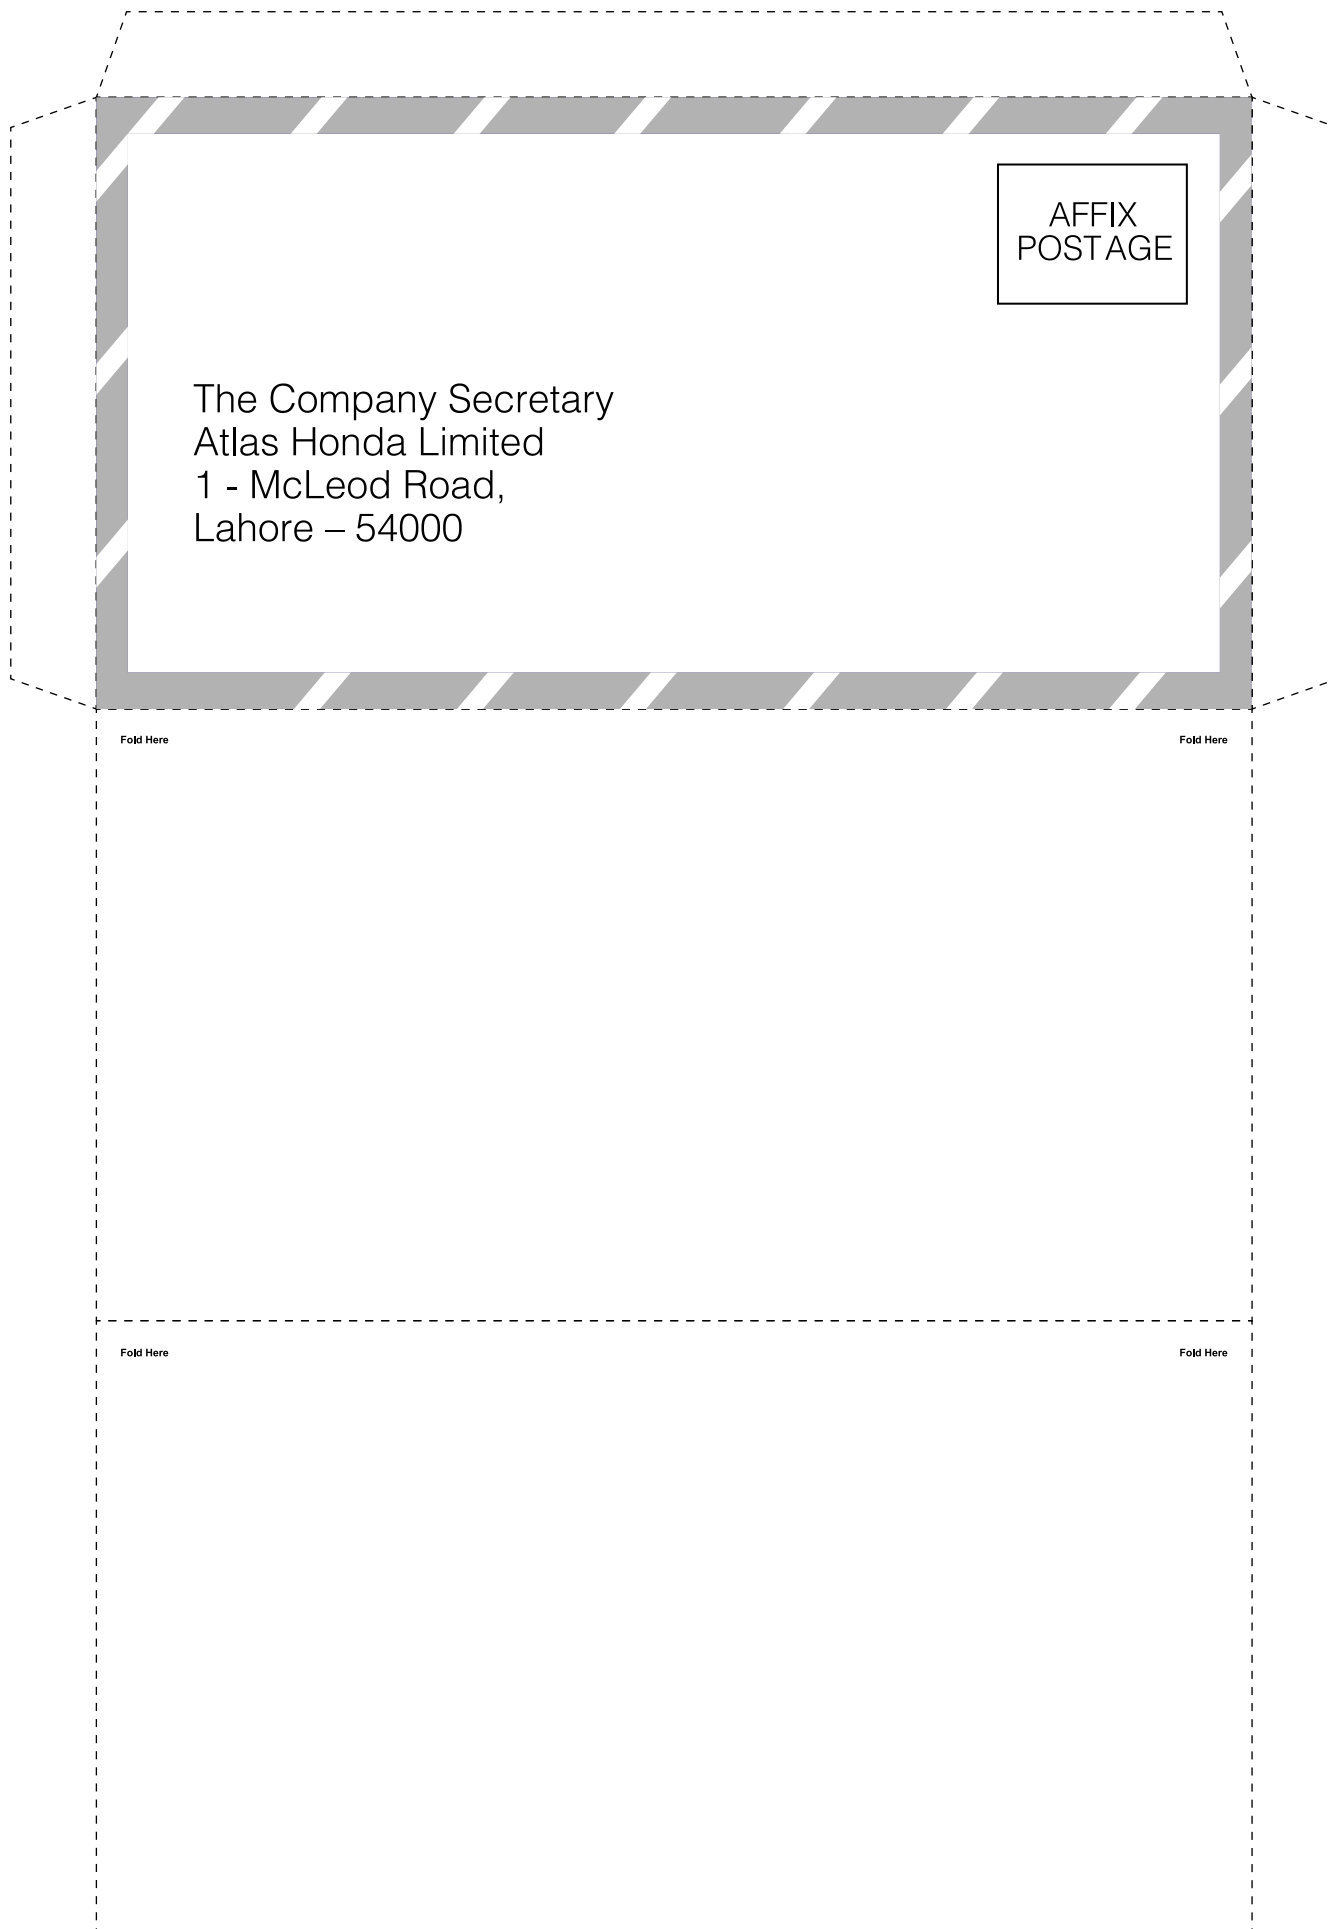 AFFIX
POSTAGE
The Company Secretary
Atlas Honda Limited
1 - McLeod Road,
Lahore – 54000
Fold Here
Fold Here
Fold Here
Fold Here